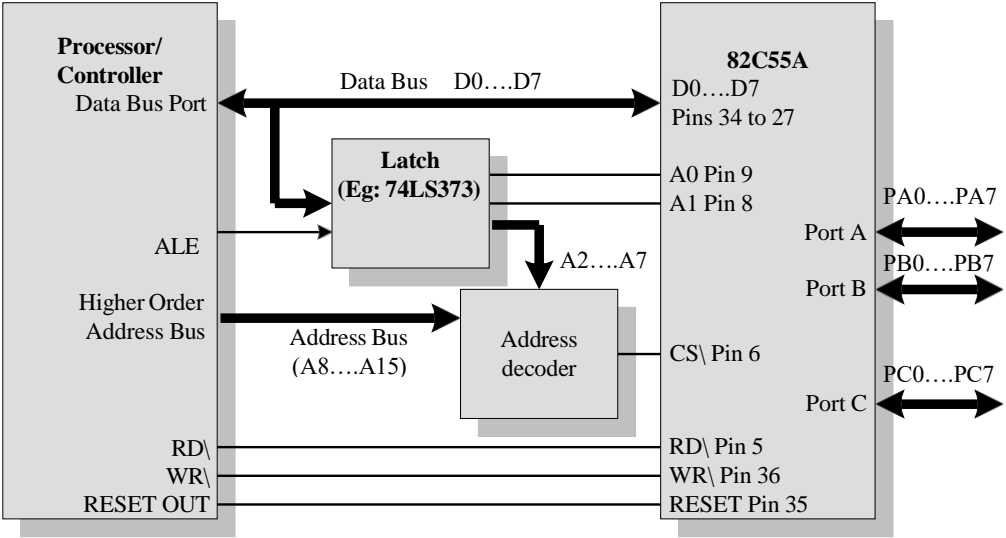 Processor/
Controller
Data Bus Port
ALE
Higher Order
Address Bus
RD\
WR\
RESET OUT
Data Bus D0....D7
Latch
(Eg: 74LS373)
A2....A7
Address Bus
(A8....A15)
Address
decoder
82C55A
D0....D7
Pins 34 to 27
A0 Pin 9
A1 Pin 8
Port A
Port B
CS\ Pin 6
Port C
RD\ Pin 5
WR\ Pin 36
RESET Pin 35
PA0....PA7
PB0....PB7
PC0....PC7